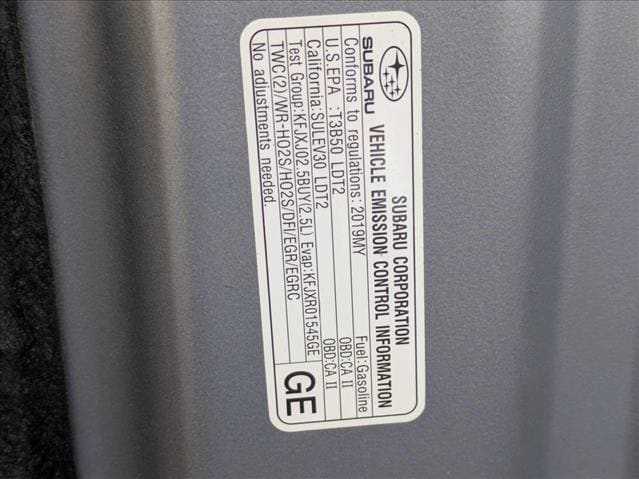 SUBARU
SUBARU CORPORATION
VEHICLE EMISSION CONTROL INFORMATION
Conforms to regulations: 2019MY Fuel:Gasoline
U.S.EPA :T3B50 LDT2 OBD:CA II
California:SULEV30 LDT2 OBD:CA II
Test Group:KFJXJ02.5BUY(2.5L) Evap:KFJXR01545GE
TWC(2)/WR-HO2S/HO2S/DFI/EGR/EGRC
No adjustments needed.
GE